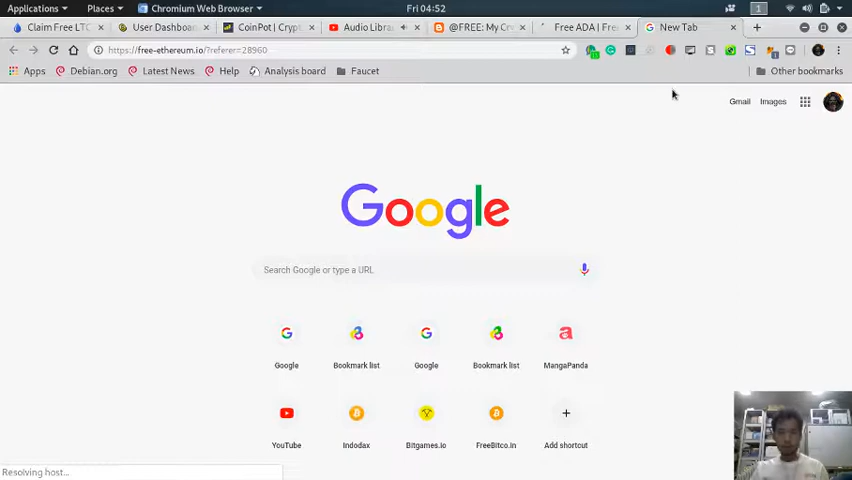 Applications Places Chromium Web Browser Fri 04:52 1
Claim Free LTC User Dashboar CoinPot | Crypt Audio Libra @FREE: My Cr Free ADA | Free New Tab
https://free-ethereum.io/?referer=28960
Apps Debian.org Latest News Help Analysis board Faucet Other bookmarks
Gmail Images
Google
Search Google or type a URL
Google Bookmark list Google Bookmark list MangaPanda
YouTube Indodax Bitgames.io FreeBitco.in Add shortcut
Resolving host...